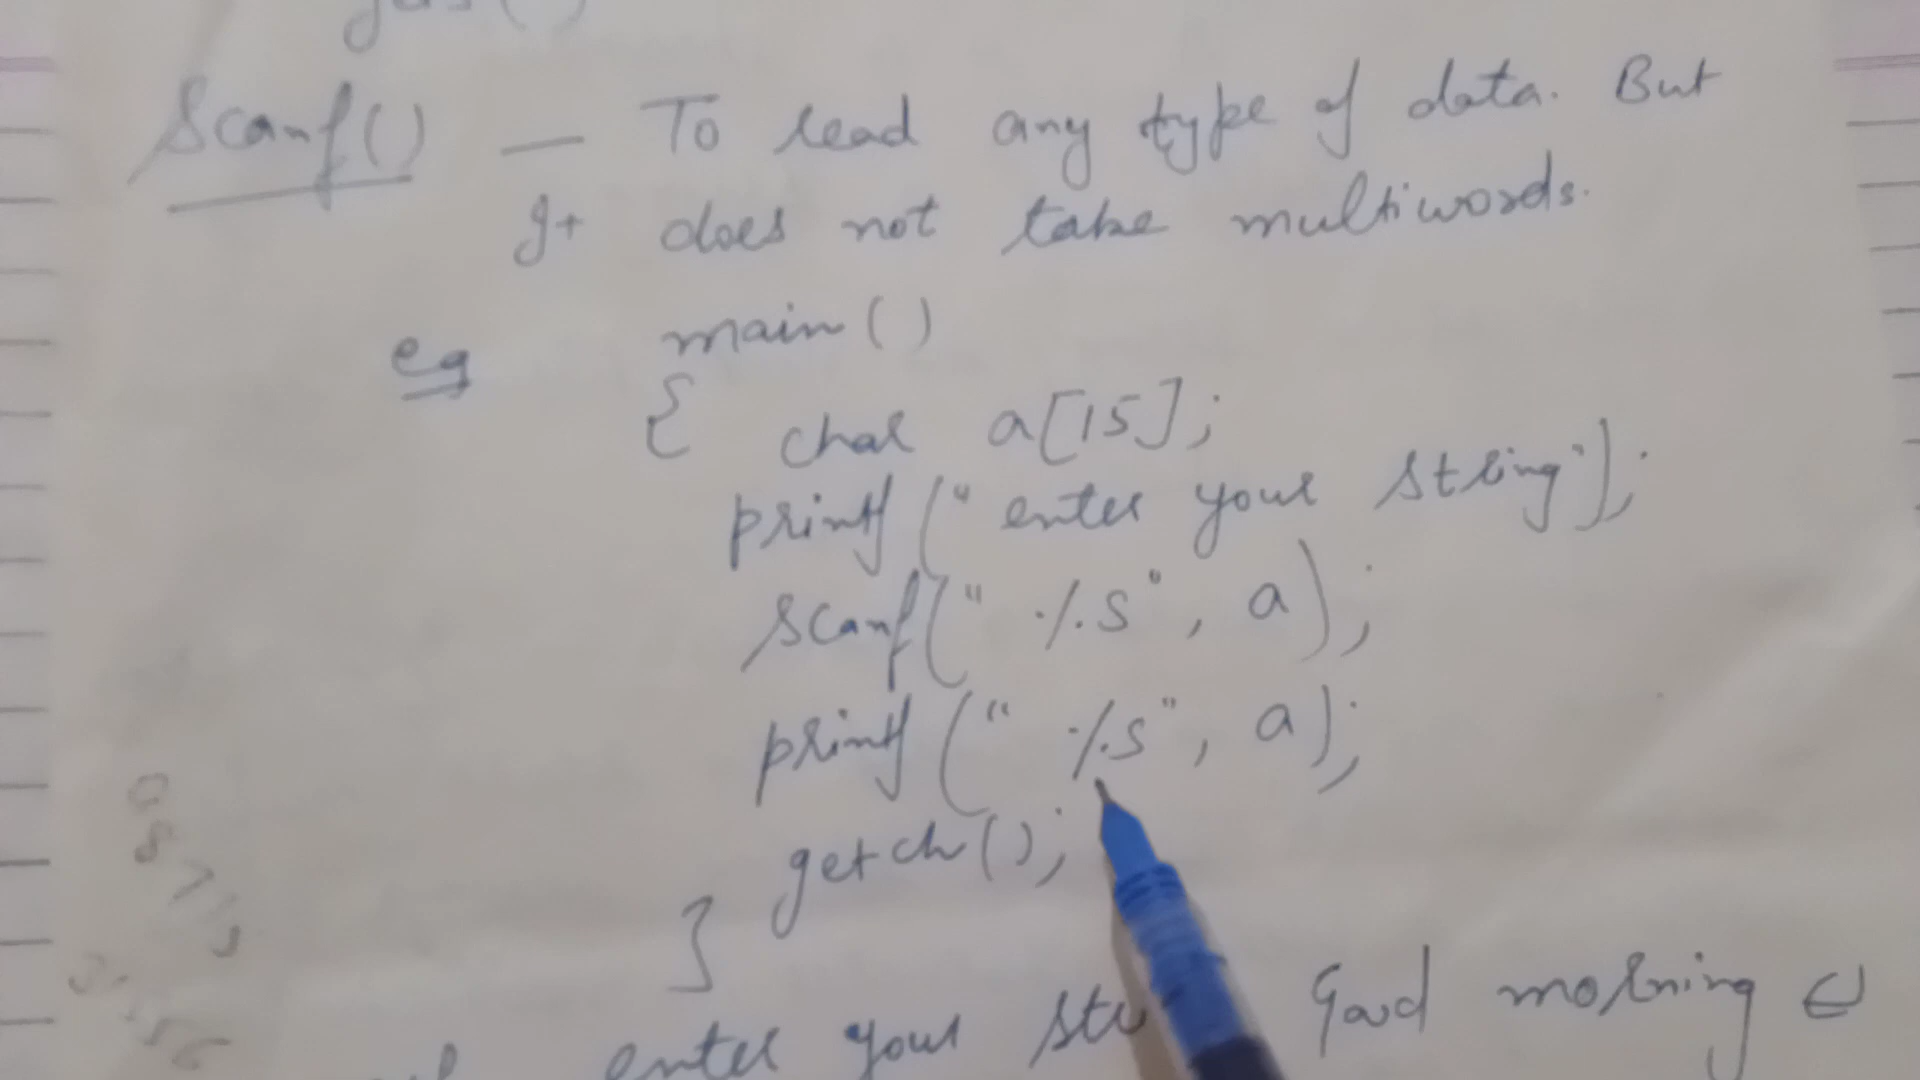 gets()
Scanf() — To read any type of data. But
It does not take multiwords.
eg main()
{ char a[15];
printf("enter your string");
scanf("%s", a);
printf("%s", a);
getch();
}
enter your Good morning